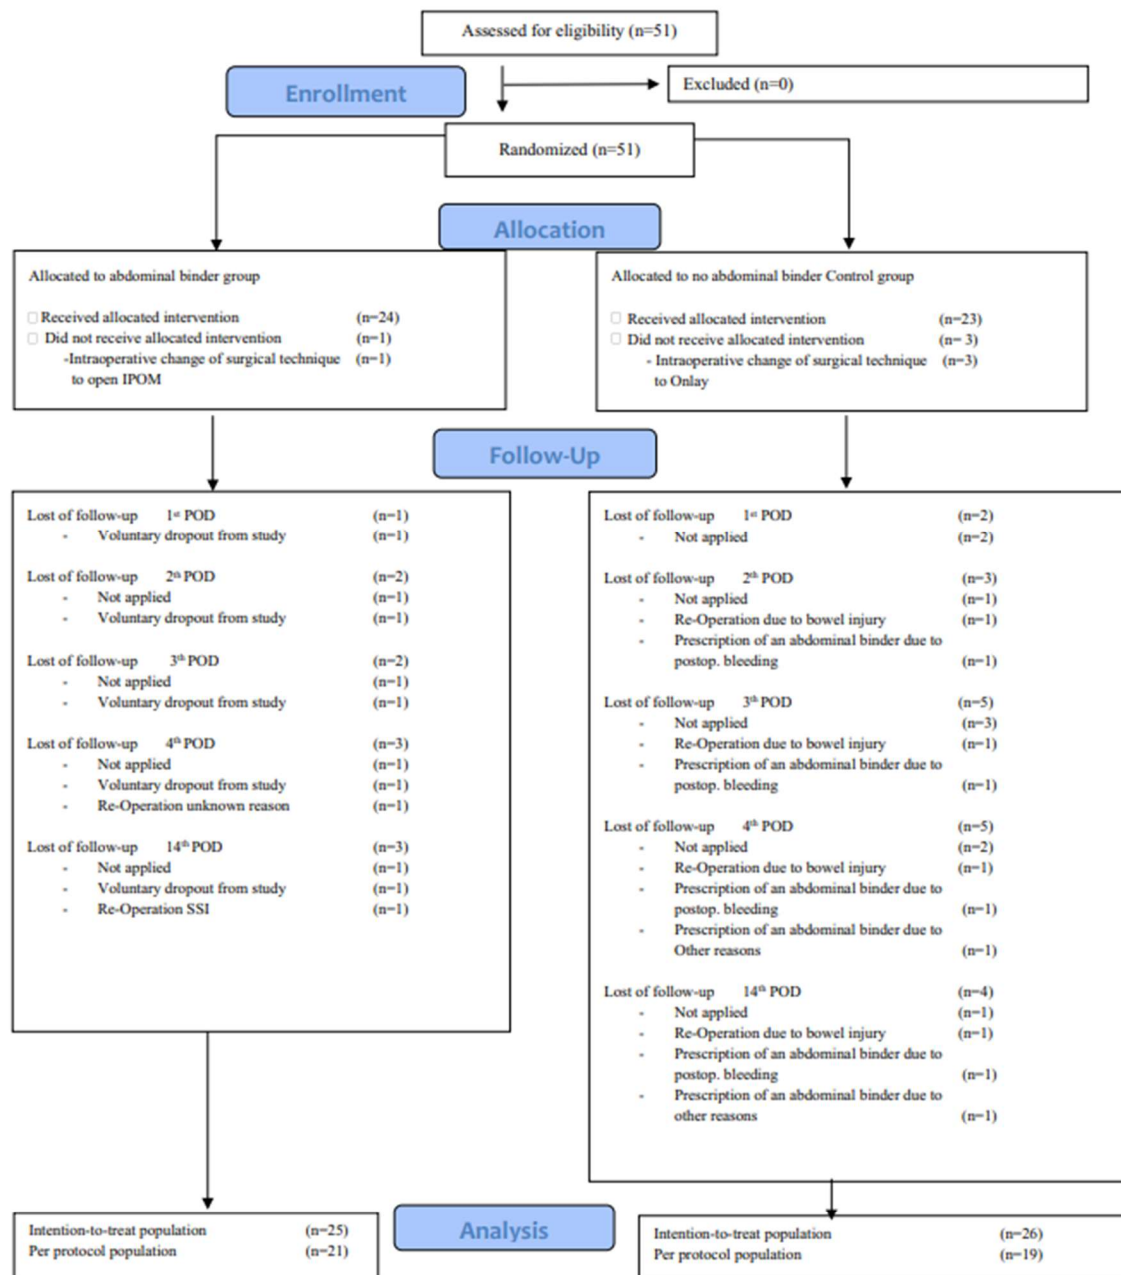 Assessed for eligibility (n=51)
Enrollment
Excluded (n=0)
Randomized (n=51)
Allocation
Allocated to abdominal binder group
Received allocated intervention (n=24)
Did not receive allocated intervention (n=1)
-Intraoperative change of surgical technique (n=1)
to open IPOM
Allocated to no abdominal binder Control group
Received allocated intervention (n=23)
Did not receive allocated intervention (n= 3)
- Intraoperative change of surgical technique (n=3)
to Onlay
Follow-Up
Lost of follow-up 1st POD (n=1)
- Voluntary dropout from study (n=1)
Lost of follow-up 2th POD (n=2)
- Not applied (n=1)
- Voluntary dropout from study (n=1)
Lost of follow-up 3th POD (n=2)
- Not applied (n=1)
- Voluntary dropout from study (n=1)
Lost of follow-up 4th POD (n=3)
- Not applied (n=1)
- Voluntary dropout from study (n=1)
- Re-Operation unknown reason (n=1)
Lost of follow-up 14th POD (n=3)
- Not applied (n=1)
- Voluntary dropout from study (n=1)
- Re-Operation SSI (n=1)
Lost of follow-up 1st POD (n=2)
- Not applied (n=2)
Lost of follow-up 2th POD (n=3)
- Not applied (n=1)
- Re-Operation due to bowel injury (n=1)
- Prescription of an abdominal binder due to
postop. bleeding (n=1)
Lost of follow-up 3th POD (n=5)
- Not applied (n=3)
- Re-Operation due to bowel injury (n=1)
- Prescription of an abdominal binder due to
postop. bleeding (n=1)
Lost of follow-up 4th POD (n=5)
- Not applied (n=2)
- Re-Operation due to bowel injury (n=1)
- Prescription of an abdominal binder due to
postop. bleeding (n=1)
- Prescription of an abdominal binder due to
Other reasons (n=1)
Lost of follow-up 14th POD (n=4)
- Not applied (n=1)
- Re-Operation due to bowel injury (n=1)
- Prescription of an abdominal binder due to
postop. bleeding (n=1)
- Prescription of an abdominal binder due to
other reasons (n=1)
Analysis
Intention-to-treat population (n=25)
Per protocol population (n=21)
Intention-to-treat population (n=26)
Per protocol population (n=19)